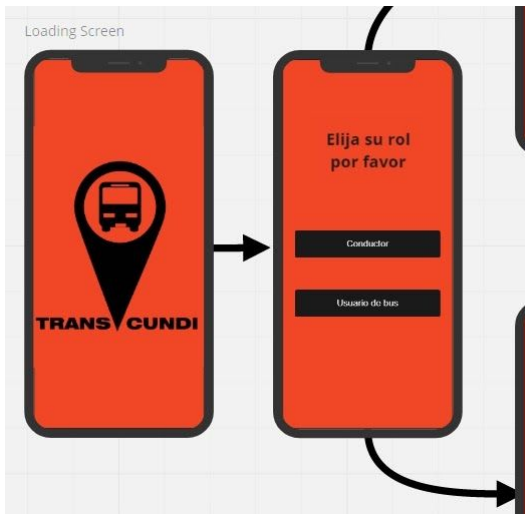 Loading Screen
Elija su rol
por favor
Conductor
Usuario de bus
TRANS CUNDI